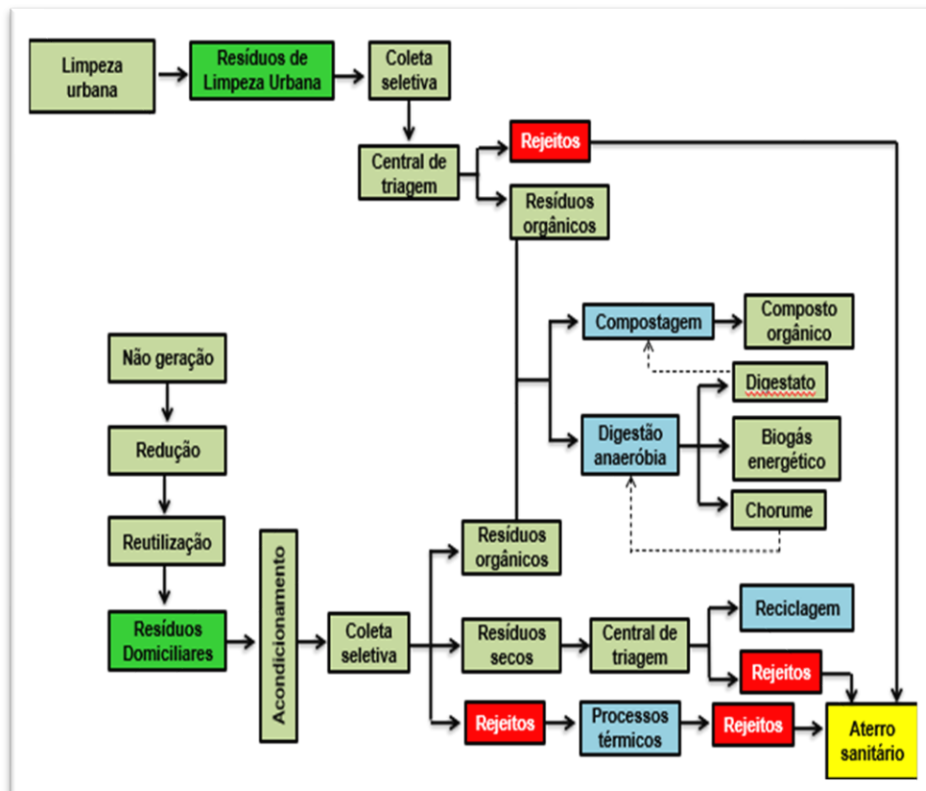 Limpeza
urbana
Resíduos de
Limpeza Urbana
Coleta
seletiva
Central de
triagem
Rejeitos
Resíduos
orgânicos
Compostagem
Composto
orgânico
Não geração
Digestato
Redução
Digestão
anaeróbia
Biogás
energético
Chorume
Reutilização
Resíduos
orgânicos
Acondicionamento
Resíduos
Domiciliares
Coleta
seletiva
Resíduos
secos
Central de
triagem
Reciclagem
Rejeitos
Rejeitos
Processos
térmicos
Rejeitos
Aterro
sanitário